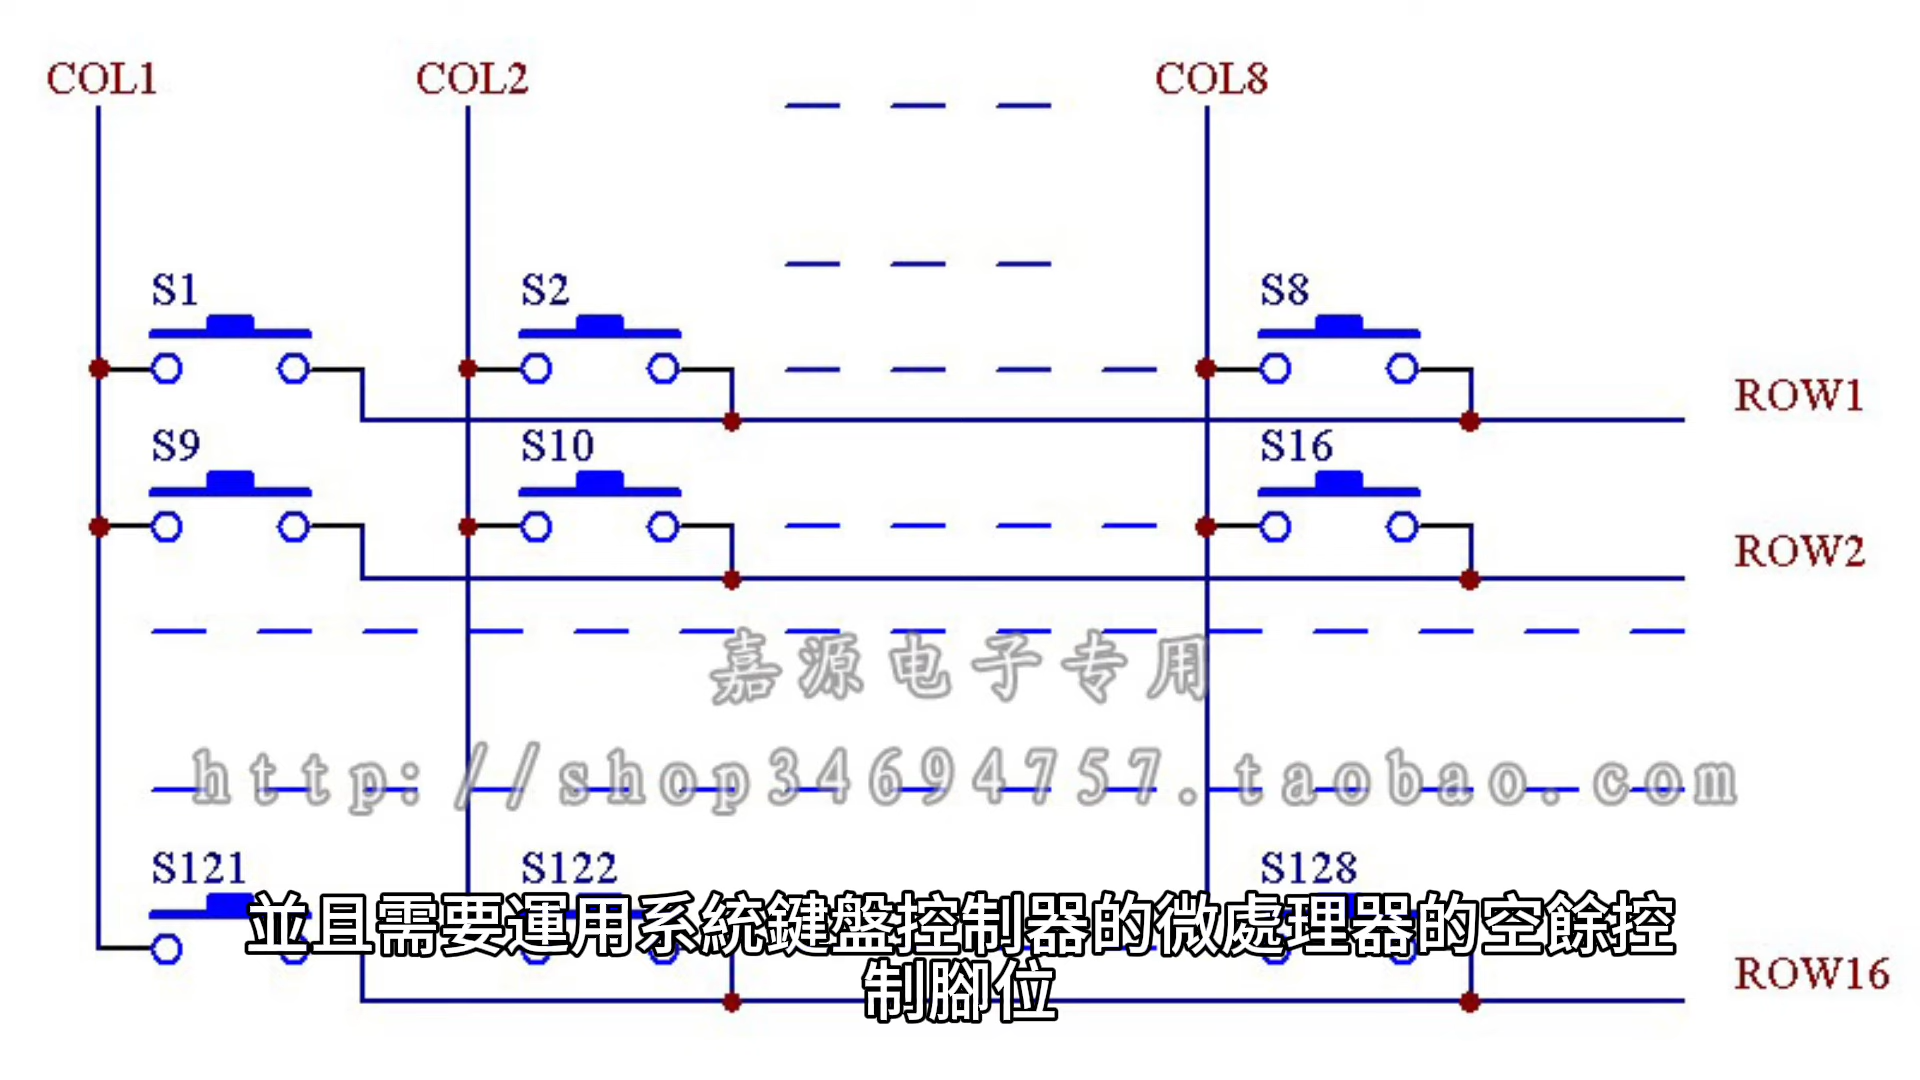 COL1 COL2 COL8
S1 S2 S8
ROW1
S9 S10 S16
ROW2
嘉源电子专用
http://shop34694757.taobao.com
S121 S122 S128
並且需要運用系統鍵盤控制器的微處理器的空餘控
制腳位
ROW16